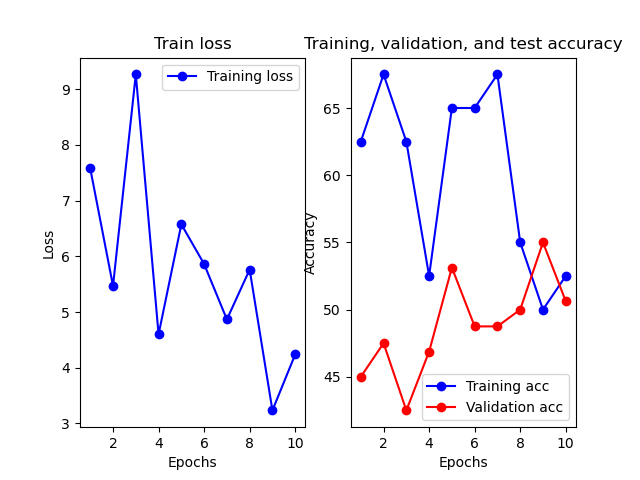 Train loss
Training loss
9
8
7
6
5
4
3
Loss
2 4 6 8 10
Epochs
Training, validation, and test accuracy
65
60
55
50
45
Accuracy
Training acc
Validation acc
2 4 6 8 10
Epochs